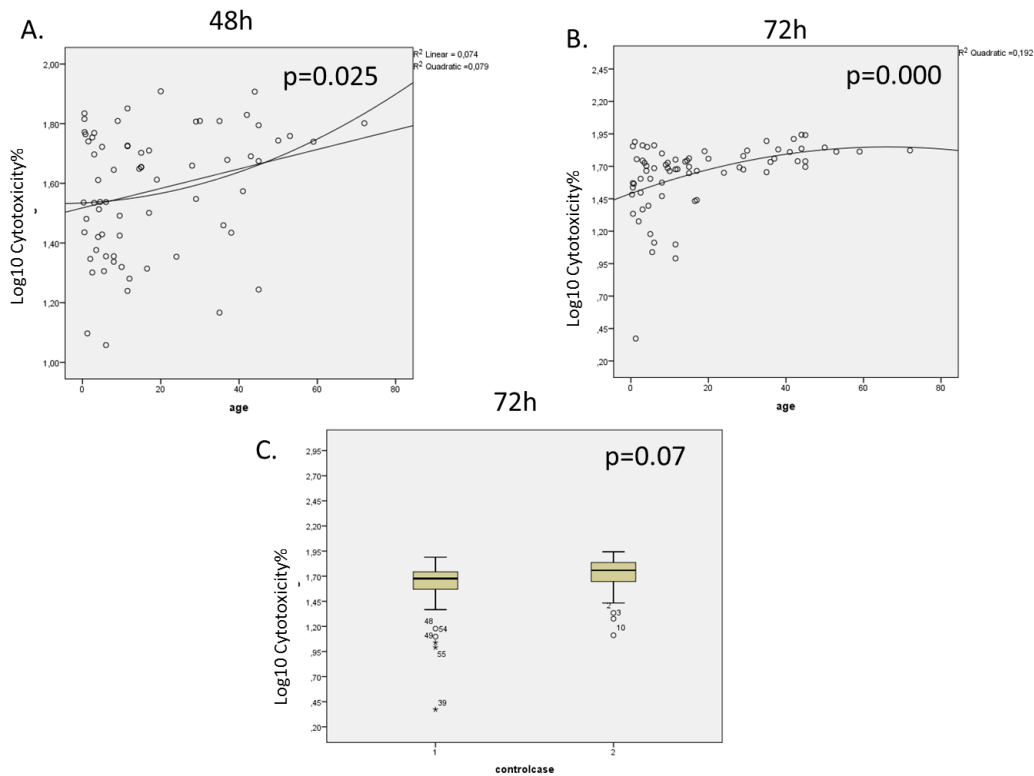 48h
A.
R² Linear = 0,074
R² Quadratic =0,079
p=0.025
2,00
1,80
1,60
1,40
1,20
1,00
Log10 Cytotoxicity%
0 20 40 60 80
age
72h
B.
R² Quadratic =0,192
p=0.000
2,45
2,20
1,95
1,70
1,45
1,20
,95
,70
,45
,20
Log10 Cytotoxicity%
0 20 40 60 80
age
72h
C.
p=0.07
2,95
2,70
2,45
2,20
1,95
1,70
1,45
1,20
,95
,70
,45
,20
Log10 Cytotoxicity%
48
54
49
55
39
2
3
10
1 2
controlcase